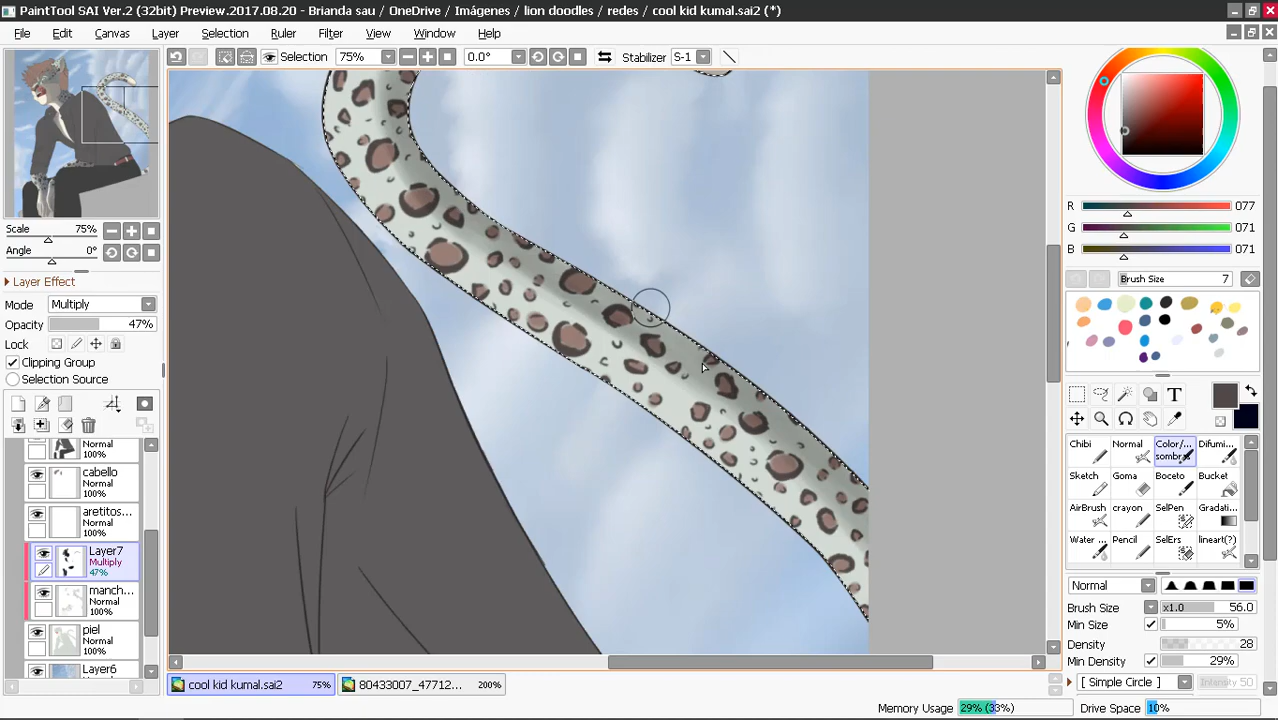 PaintTool SAI Ver.2 (32bit) Preview.2017.08.20 - Brianda sau / OneDrive / Imágenes / lion doodles / redes / cool kid kumal.sai2 (*)
File Edit Canvas Layer Selection Ruler Filter View Window Help
Selection 75% 0.0° Stabilizer S-1
Scale 75%
Angle 0°
Layer Effect
Mode Multiply
Opacity 47%
Lock
Clipping Group
Selection Source
Normal
100%
cabello
Normal
100%
aretitos...
Normal
100%
Layer7
Multiply
47%
manch...
Normal
100%
piel
Normal
100%
Layer6
Normal
R 077
G 071
B 071
Brush Size 7
T
Chibi Normal Color/... sombras Difumi...
Sketch Goma Boceto Bucket
AirBrush crayon SelPen Gradati...
Water ... Pencil SelErs lineart(?)
Normal
Brush Size x1.0 56.0
Min Size 5%
Density 28
Min Density 29%
[ Simple Circle ] Intensity 50
cool kid kumal.sai2 75% 80433007_47712... 200%
Memory Usage 29% (33%) Drive Space 10%